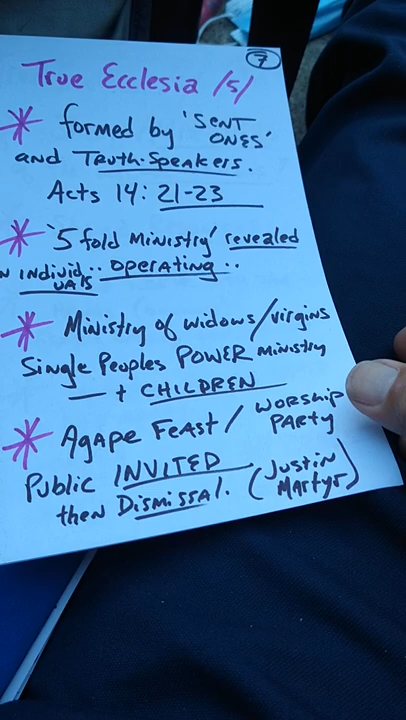 7
True Ecclesia /5/
* formed by 'SENT
ONES'
and Truth-Speakers.
Acts 14: 21-23
* '5 fold Ministry' revealed
n individ.. operating..
uals
* Ministry of widows/virgins
Single Peoples POWER ministry
— + CHILDREN
* Agape Feast / WORSHIP
PARTY
Public INVITED
then Dismissal. (Justin
Martyr)